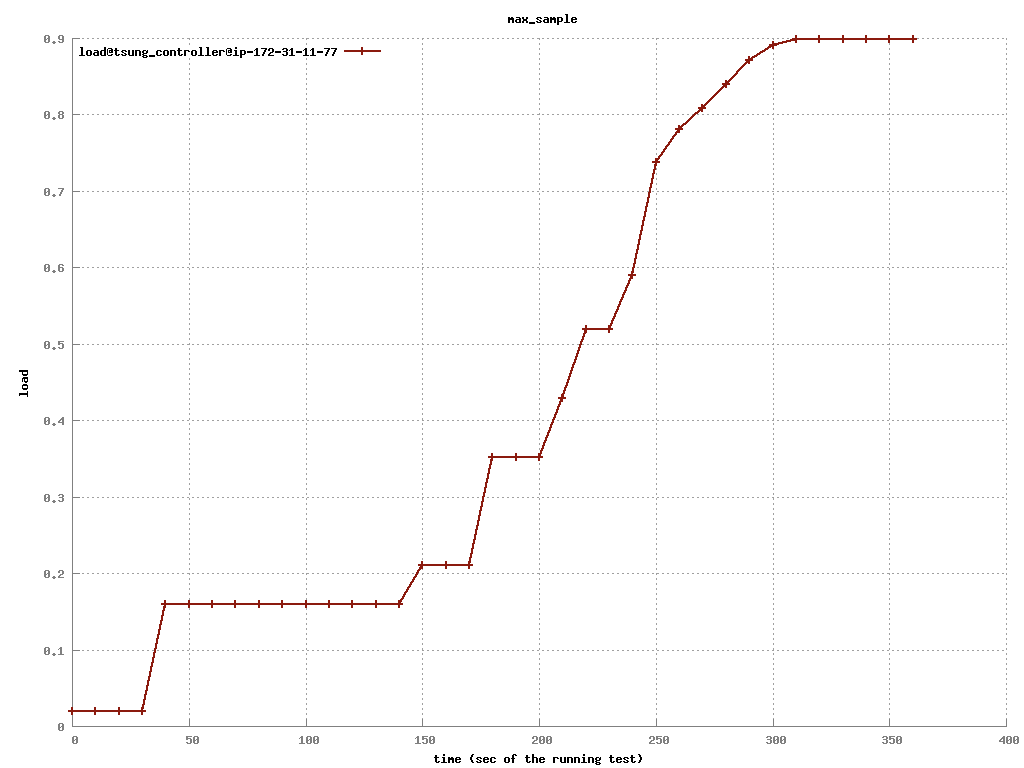 max_sample
load@tsung_controller@ip-172-31-11-77
0.9
0.8
0.7
0.6
0.5
0.4
0.3
0.2
0.1
0
load
0 50 100 150 200 250 300 350 400
time (sec of the running test)